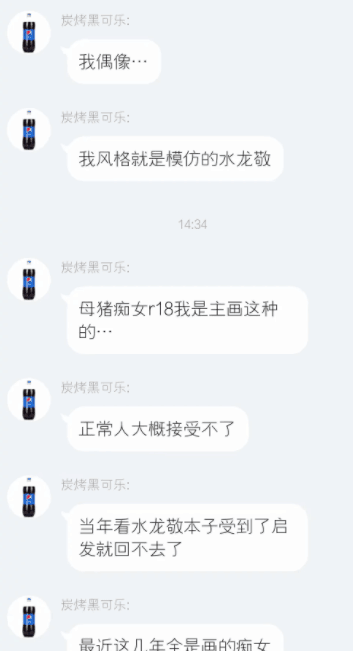 炭烤黑可乐:
我偶像…
炭烤黑可乐:
我风格就是模仿的水龙敬
14:34
炭烤黑可乐:
母猪痴女r18我是主画这种
的…
炭烤黑可乐:
正常人大概接受不了
炭烤黑可乐:
当年看水龙敬本子受到了启
发就回不去了
炭烤黑可乐:
最近这几年全是画的痴女